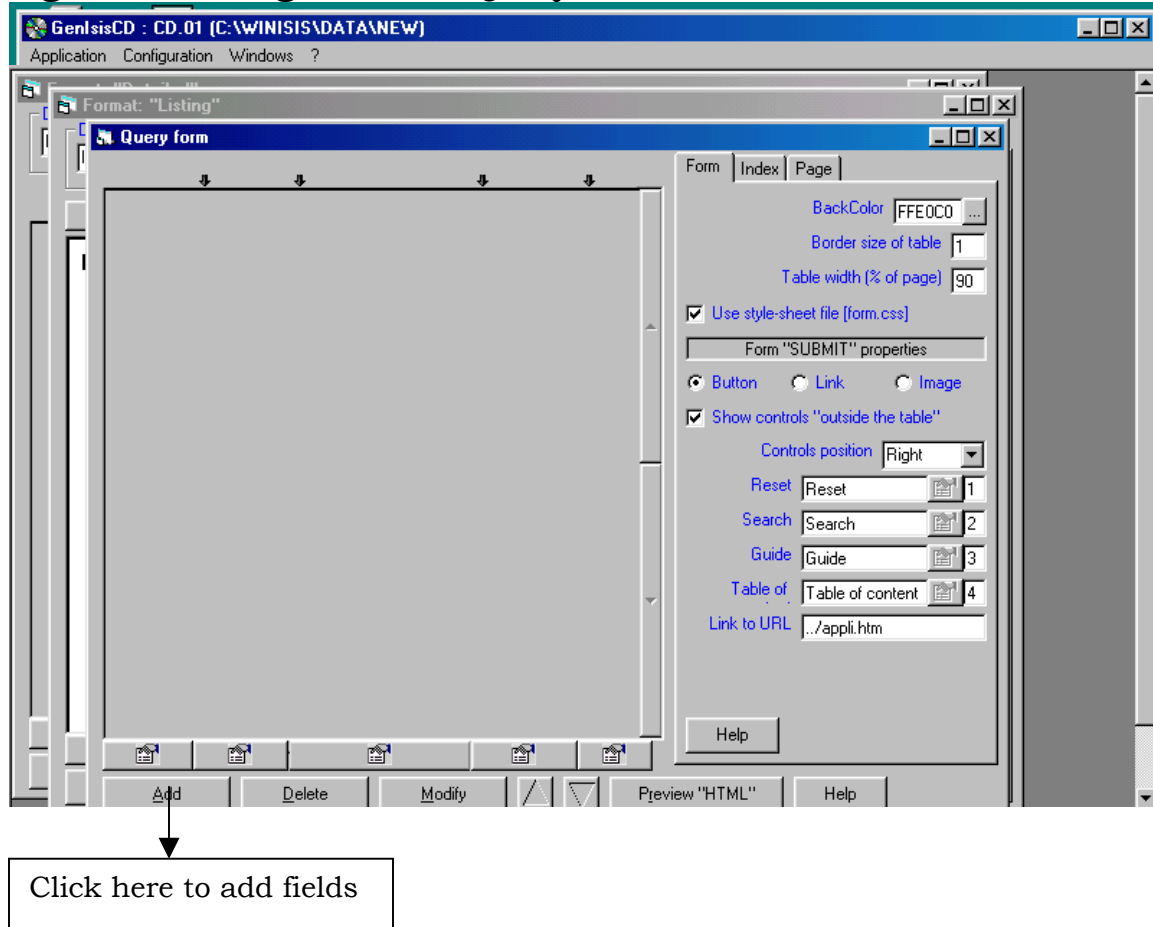 GenIsisCD : CD.01 (C:\WINISIS\DATA\NEW)
Application Configuration Windows ?
Format: "Listing"
Query form
Form Index Page
BackColor FFE0C0 ...
Border size of table 1
Table width (% of page) 90
Use style-sheet file [form.css]
Form "SUBMIT" properties
Button Link Image
Show controls "outside the table"
Controls position Right
Reset Reset 1
Search Search 2
Guide Guide 3
Table of Table of content 4
Link to URL ../appli.htm
Help
Add Delete Modify Preview "HTML" Help
Click here to add fields